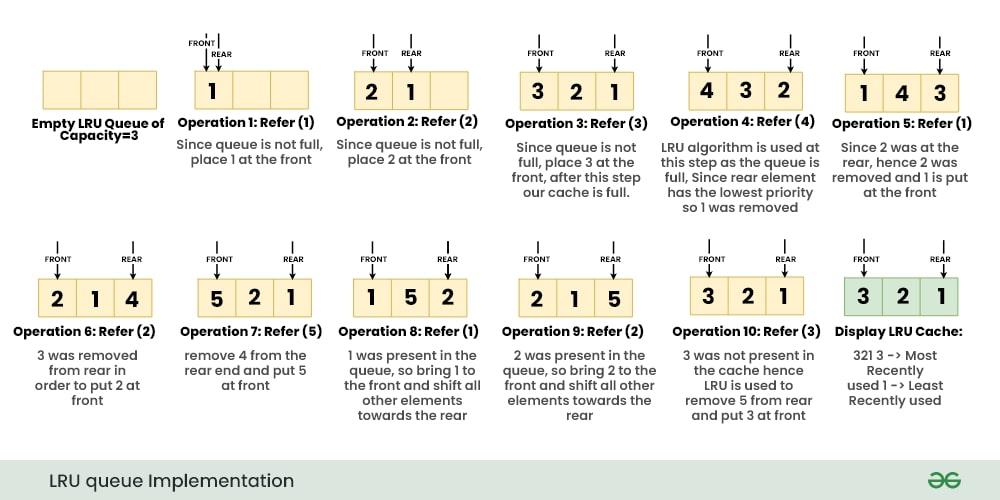 FRONT
REAR
1
Empty LRU Queue of
Capacity=3
Operation 1: Refer (1)
Since queue is not full,
place 1 at the front
FRONT REAR
2 1
Operation 2: Refer (2)
Since queue is not full,
place 2 at the front
FRONT REAR
3 2 1
Operation 3: Refer (3)
Since queue is not
full, place 3 at the
front, after this step
our cache is full.
FRONT REAR
4 3 2
Operation 4: Refer (4)
LRU algorithm is used at
this step as the queue is
full, Since rear element
has the lowest priority
so 1 was removed
FRONT REAR
1 4 3
Operation 5: Refer (1)
Since 2 was at the
rear, hence 2 was
removed and 1 is put
at the front
FRONT REAR
2 1 4
Operation 6: Refer (2)
3 was removed
from rear in
order to put 2 at
front
FRONT REAR
5 2 1
Operation 7: Refer (5)
remove 4 from the
rear end and put 5
at front
FRONT REAR
1 5 2
Operation 8: Refer (1)
1 was present in the
queue, so bring 1 to
the front and shift all
other elements
towards the rear
FRONT REAR
2 1 5
Operation 9: Refer (2)
2 was present in the
queue, so bring 2 to the
front and shift all other
elements towards the
rear
FRONT REAR
3 2 1
Operation 10: Refer (3)
3 was not present in
the cache hence
LRU is used to
remove 5 from rear
and put 3 at front
FRONT REAR
3 2 1
Display LRU Cache:
321 3 -> Most
Recently
used 1 -> Least
Recently used
LRU queue Implementation